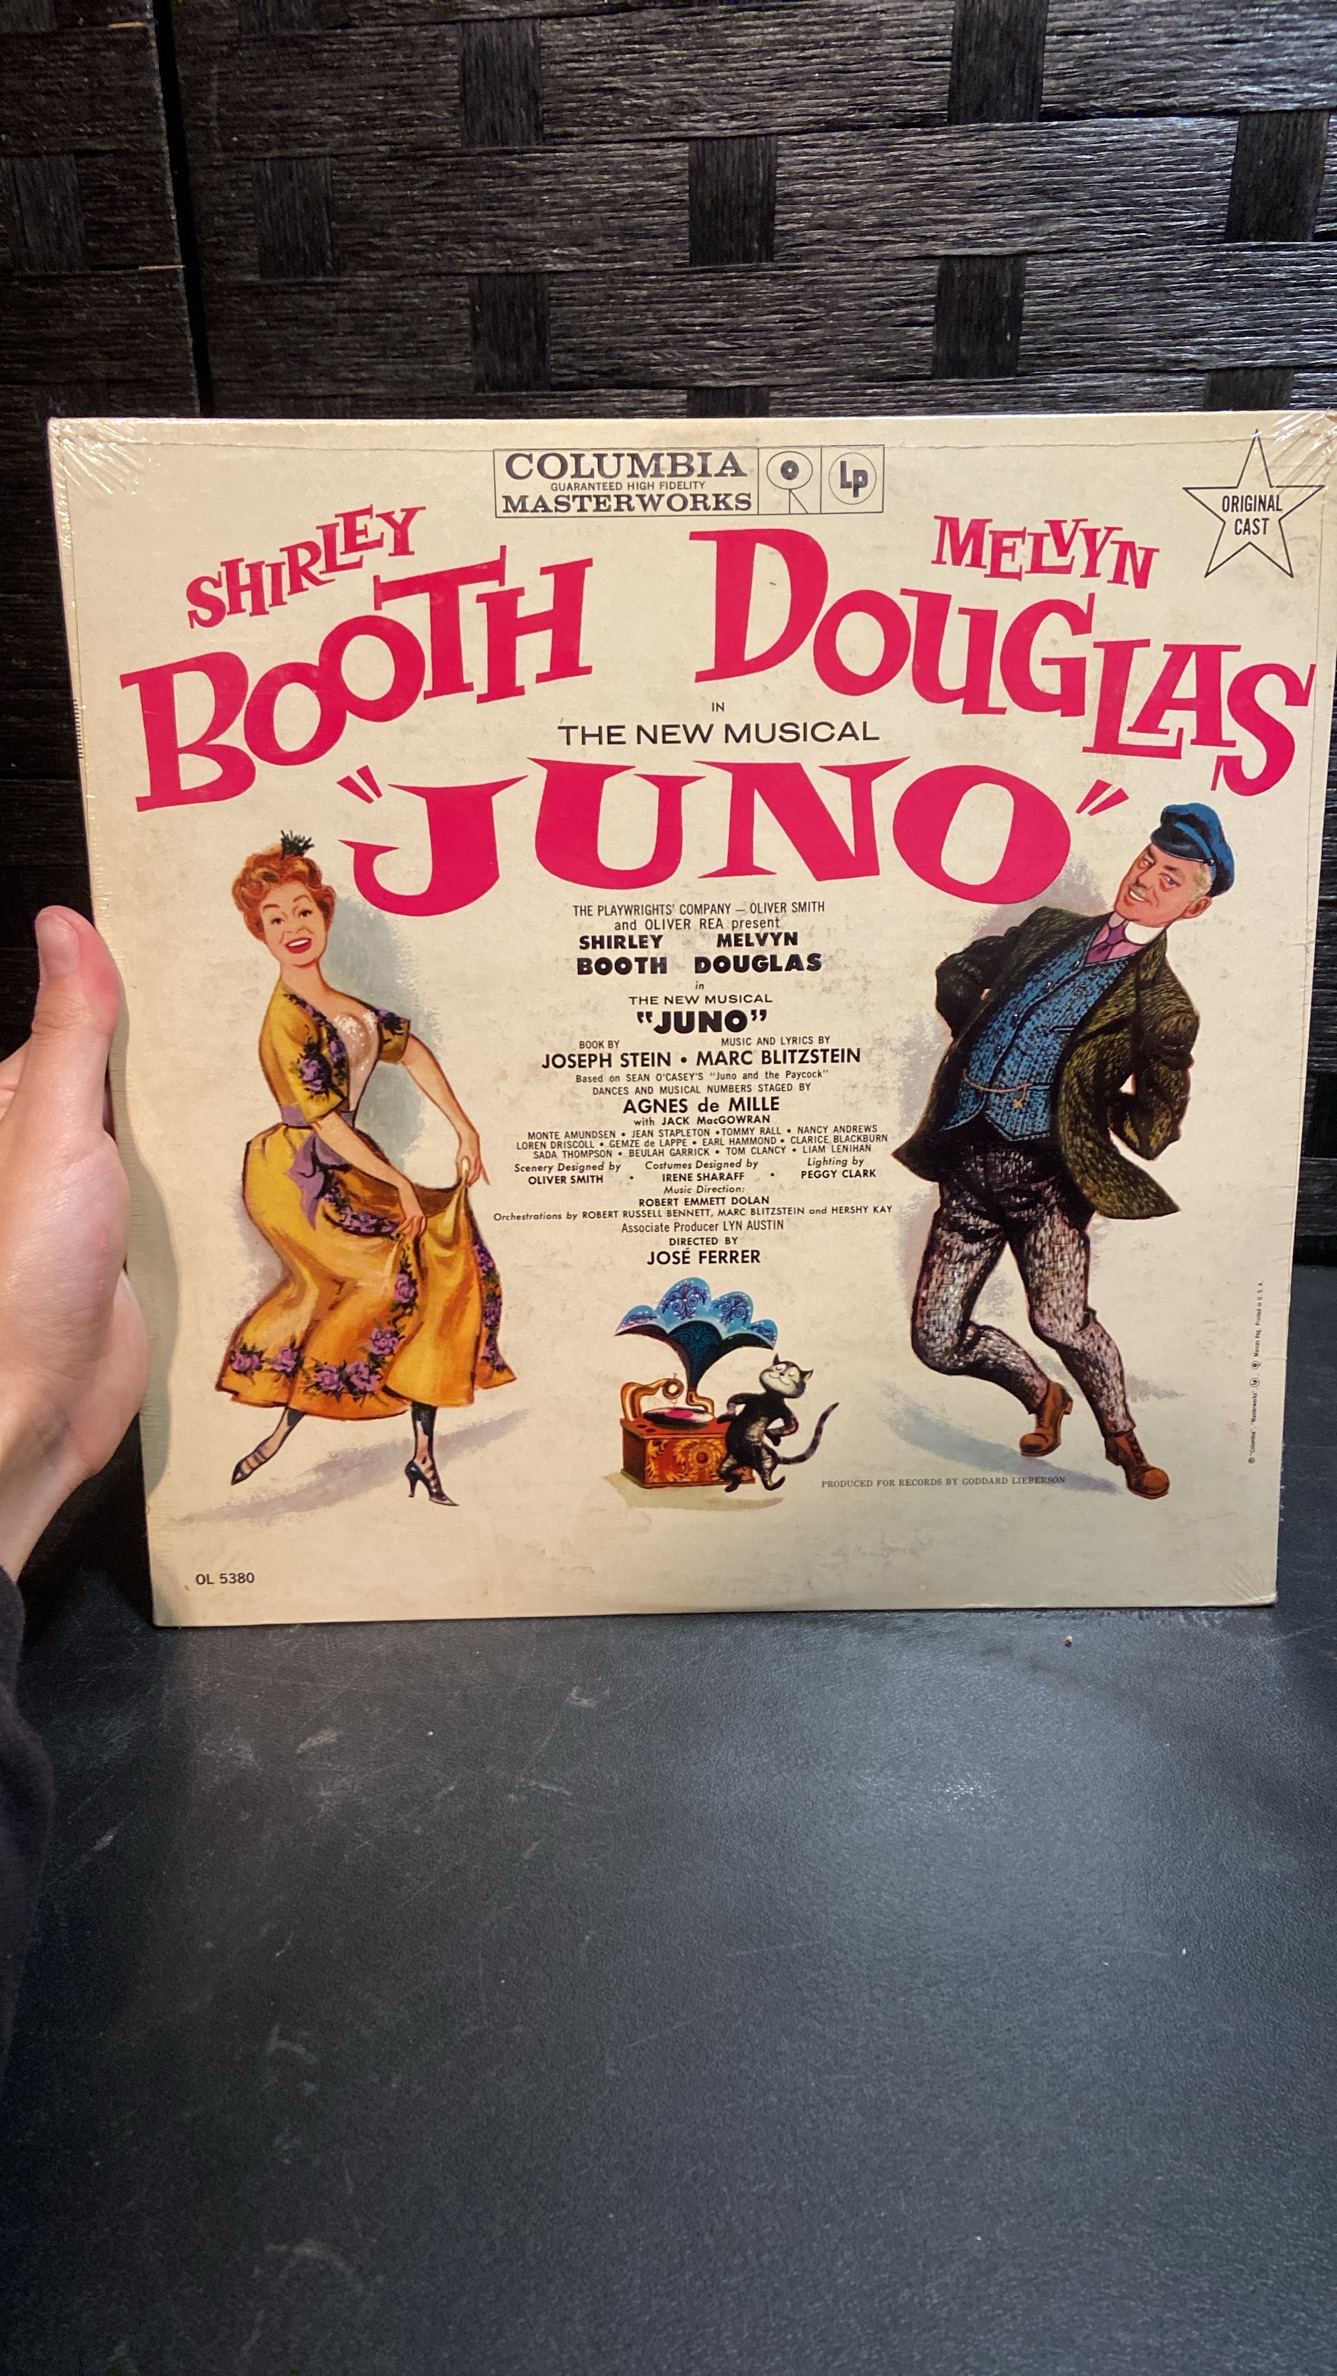 COLUMBIA
GUARANTEED HIGH FIDELITY
MASTERWORKS
Lp
ORIGINAL
CAST
SHIRLEY
BOOTH
MELVYN
DOUGLAS
IN
THE NEW MUSICAL
"JUNO"
THE PLAYWRIGHTS' COMPANY — OLIVER SMITH
and OLIVER REA present
SHIRLEY MELVYN
BOOTH DOUGLAS
in
THE NEW MUSICAL
"JUNO"
BOOK BY MUSIC AND LYRICS BY
JOSEPH STEIN • MARC BLITZSTEIN
Based on SEAN O'CASEY'S "Juno and the Paycock"
DANCES AND MUSICAL NUMBERS STAGED BY
AGNES de MILLE
with JACK MacGOWRAN
MONTE AMUNDSEN • JEAN STAPLETON • TOMMY RALL • NANCY ANDREWS
LOREN DRISCOLL • GEMZE de LAPPE • EARL HAMMOND • CLARICE BLACKBURN
SADA THOMPSON • BEULAH GARRICK • TOM CLANCY • LIAM LENIHAN
Scenery Designed by Costumes Designed by Lighting by
OLIVER SMITH • IRENE SHARAFF • PEGGY CLARK
Music Direction:
ROBERT EMMETT DOLAN
Orchestrations by ROBERT RUSSELL BENNETT, MARC BLITZSTEIN and HERSHY KAY
Associate Producer LYN AUSTIN
DIRECTED BY
JOSÉ FERRER
PRODUCED FOR RECORDS BY GODDARD LIEBERSON
OL 5380
"Columbia", "Masterworks", Lp Marcas Reg. Printed in U. S. A.